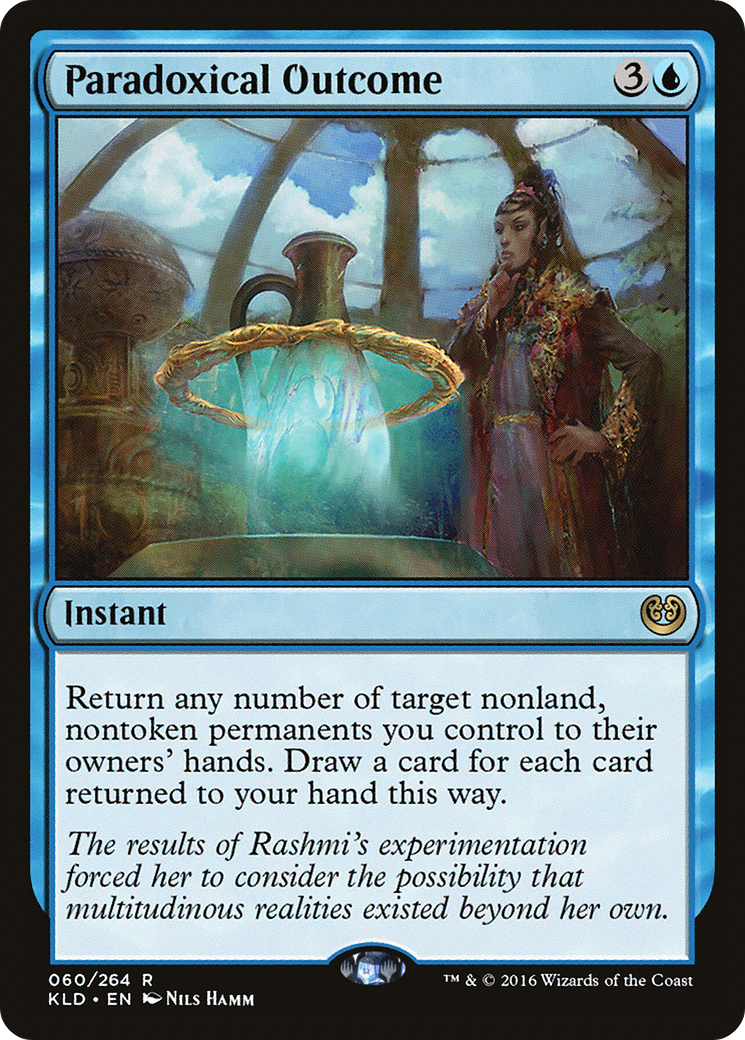 Paradoxical Outcome 3
Instant
Return any number of target nonland,
nontoken permanents you control to their
owners' hands. Draw a card for each card
returned to your hand this way.
The results of Rashmi's experimentation
forced her to consider the possibility that
multitudinous realities existed beyond her own.
060/264 R
KLD • EN Nils Hamm
™ & © 2016 Wizards of the Coast